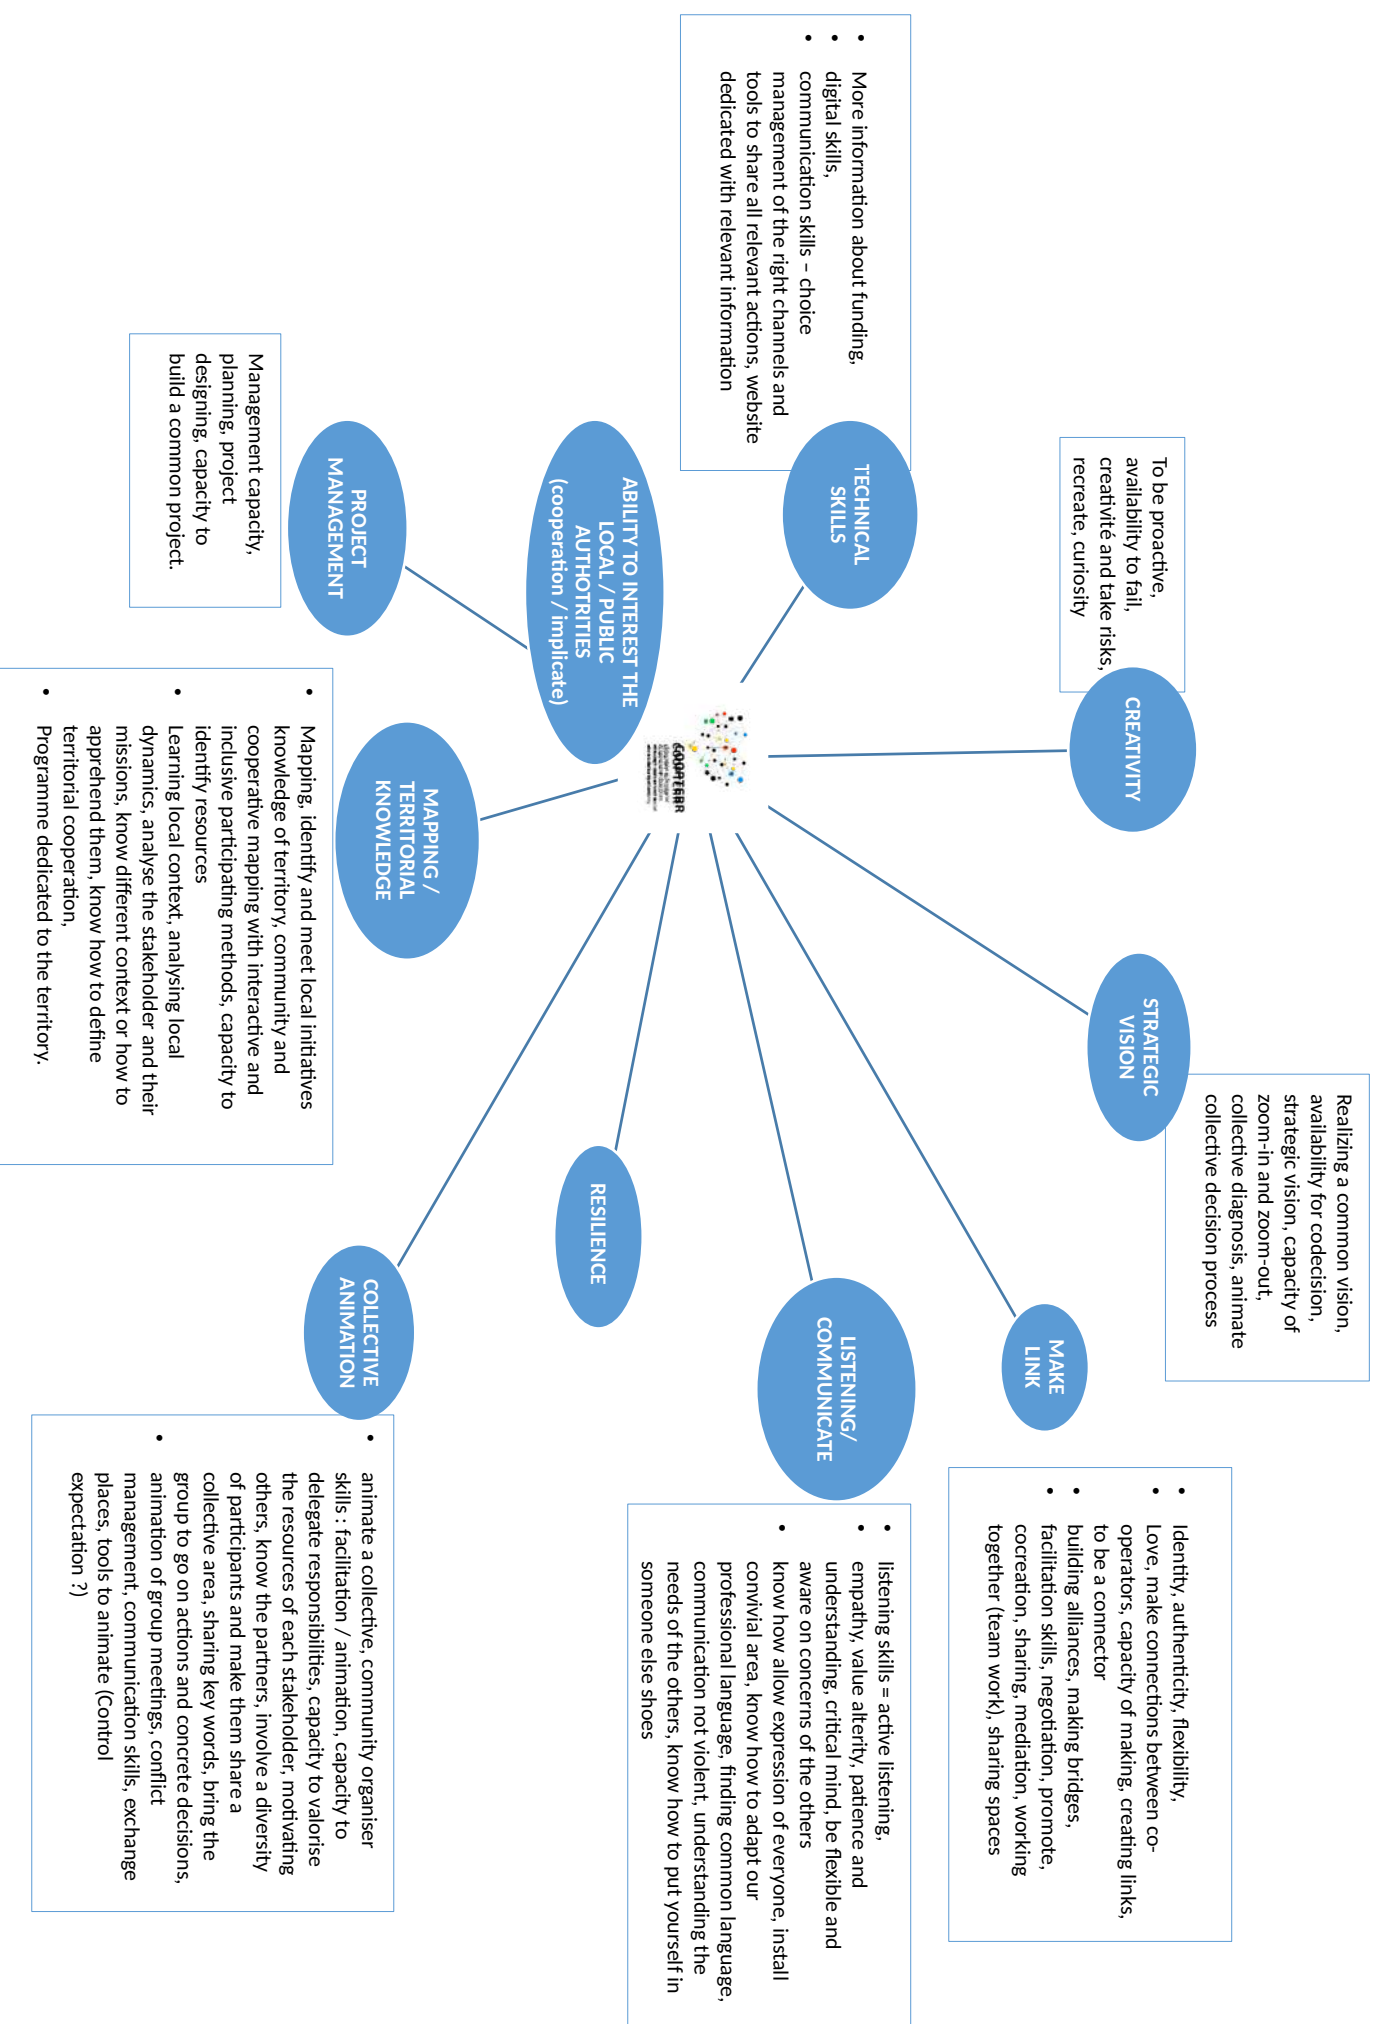 To be proactive,
availability to fail,
creativité and take risks,
recreate, curiosity
CREATIVITY
Realizing a common vision,
availability for codecision,
strategic vision, capacity of
zoom-in and zoom-out,
collective diagnosis, animate
collective decision process
STRATEGIC
VISION
• Identity, authenticity, flexibility,
• Love, make connections between co-
operators, capacity of making, creating links,
to be a connector
• building alliances, making bridges,
• facilitation skills, negotiation, promote,
cocreation, sharing, mediation, working
together (team work), sharing spaces
MAKE
LINK
• More information about funding,
• digital skills,
• communication skills – choice
management of the right channels and
tools to share all relevant actions, website
dedicated with relevant information
TECHNICAL
SKILLS
LISTENING/
COMMUNICATE
• listening skills = active listening,
• empathy, value alterity, patience and
understanding, critical mind, be flexible and
aware on concerns of the others
• know how allow expression of everyone, install
convivial area, know how to adapt our
professional language, finding common language,
communication not violent, understanding the
needs of the others, know how to put yourself in
someone else shoes
ABILITY TO INTEREST THE
LOCAL / PUBLIC
AUTHOTRITIES
(cooperation / implicate)
RESILIENCE
PROJECT
MANAGEMENT
Management capacity,
planning, project
designing, capacity to
build a common project.
MAPPING /
TERRITORIAL
KNOWLEDGE
• Mapping, identify and meet local initiatives
knowledge of territory, community and
cooperative mapping with interactive and
inclusive participating methods, capacity to
identify resources
• Learning local context, analysing local
dynamics, analyse the stakeholder and their
missions, know different context or how to
apprehend them, know how to define
territorial cooperation,
• Programme dedicated to the territory.
COLLECTIVE
ANIMATION
• animate a collective, community organiser
skills : facilitation / animation, capacity to
delegate responsibilities, capacity to valorise
the resources of each stakeholder, motivating
others, know the partners, involve a diversity
of participants and make them share a
collective area, sharing key words, bring the
group to go on actions and concrete decisions,
• animation of group meetings, conflict
management, communication skills, exchange
places, tools to animate (Control
expectation ?)